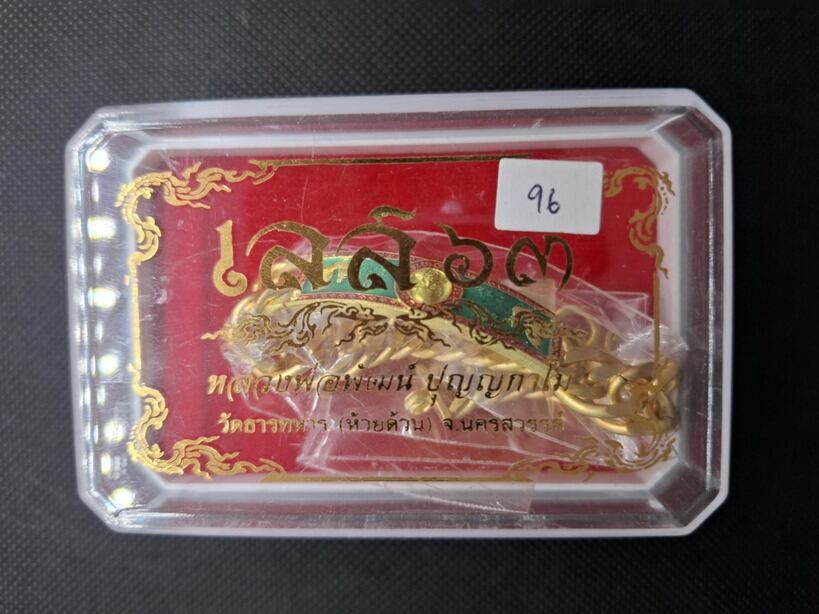 96
เลส์๖๓
หลวงพ่อพัฒน์ ปุญญกาโม
วัดธารทหาร (ห้วยด้วน) จ.นครสวรรค์